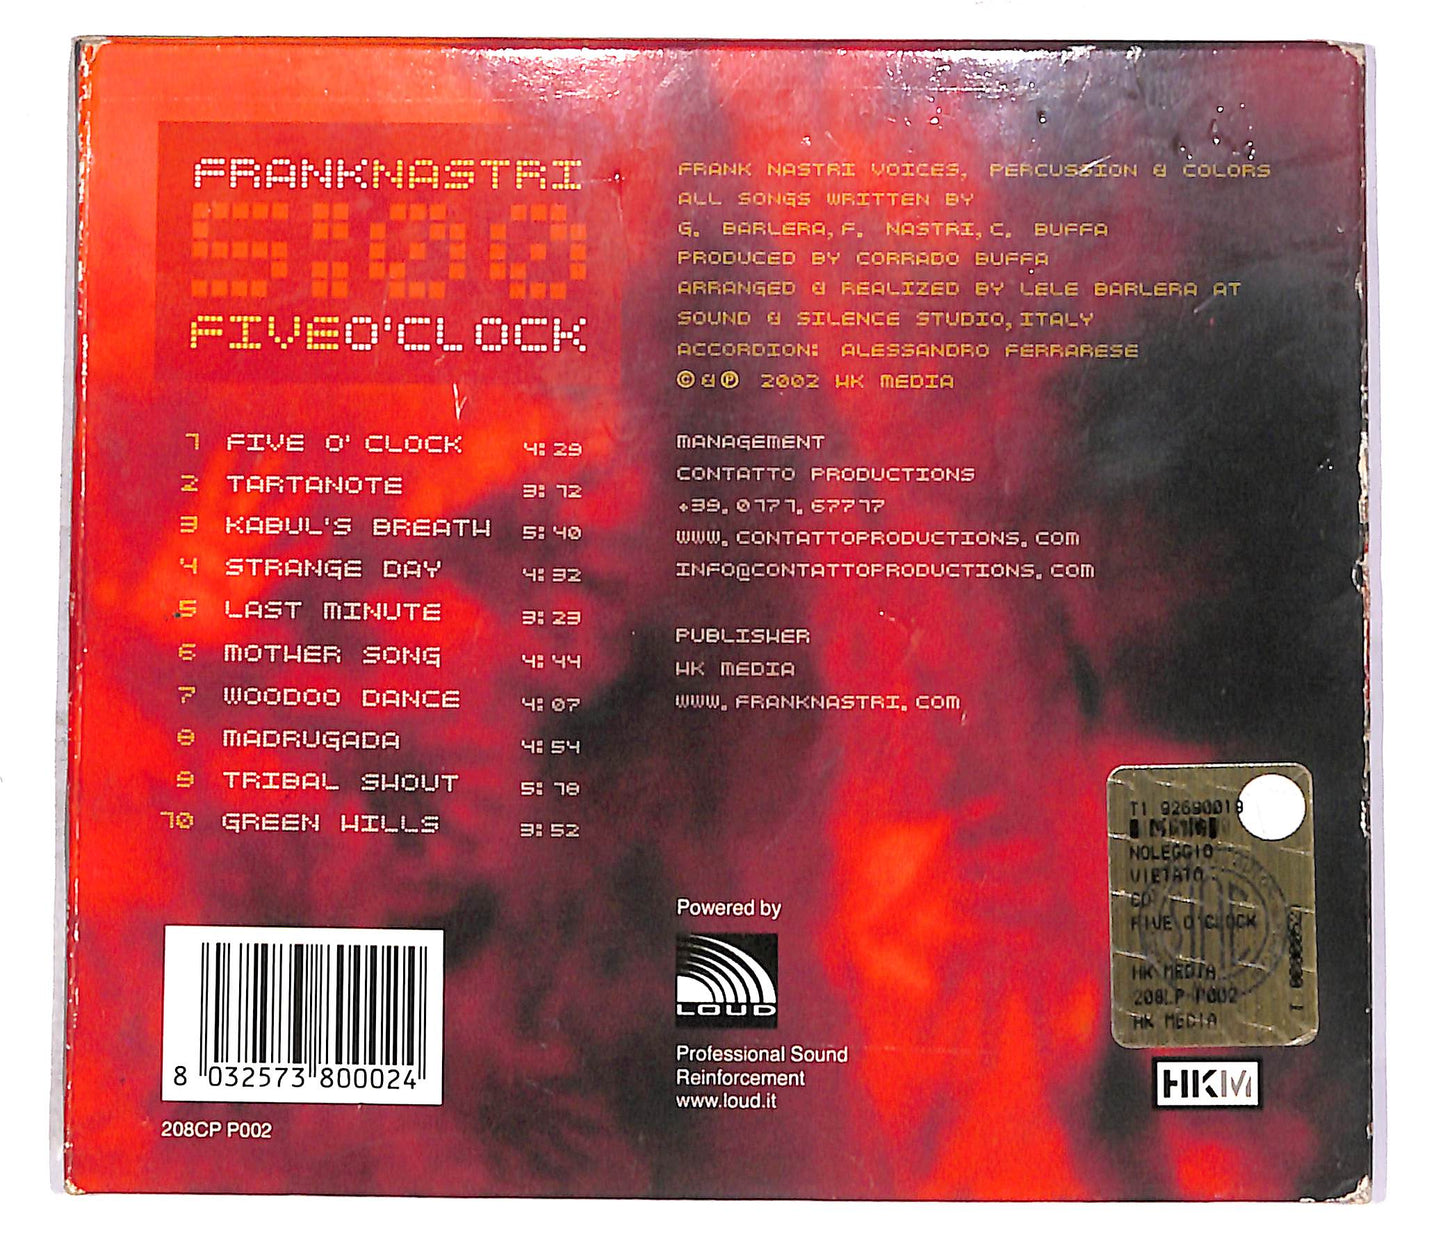 FRANKNASTRI
5:00
FIVEO'CLOCK
1 FIVE O' CLOCK 4:29
2 TARTANOTE 3:12
3 KABUL'S BREATH 5:40
4 STRANGE DAY 4:32
5 LAST MINUTE 3:23
6 MOTHER SONG 4:44
7 WOODOO DANCE 4:07
8 MADRUGADA 4:54
9 TRIBAL SHOUT 5:18
10 GREEN HILLS 3:52
8 032573 800024
208CP P002
FRANK NASTRI VOICES, PERCUSSION & COLORS
ALL SONGS WRITTEN BY
G. BARLERA, F. NASTRI, C. BUFFA
PRODUCED BY CORRADO BUFFA
ARRANGED & REALIZED BY LELE BARLERA AT
SOUND & SILENCE STUDIO, ITALY
ACCORDION: ALESSANDRO FERRARESE
© & ℗ 2002 HK MEDIA
MANAGEMENT
CONTATTO PRODUCTIONS
+39.0171.67717
WWW.CONTATTOPRODUCTIONS.COM
INFO@CONTATTOPRODUCTIONS.COM
PUBLISHER
HK MEDIA
WWW.FRANKNASTRI.COM
Powered by
LOUD
Professional Sound
Reinforcement
www.loud.it
T1 92690018
NOLEGGIO
VIETATO
CD
FIVE O'CLOCK
HK MEDIA
208LP P002
HK MEDIA
HKM